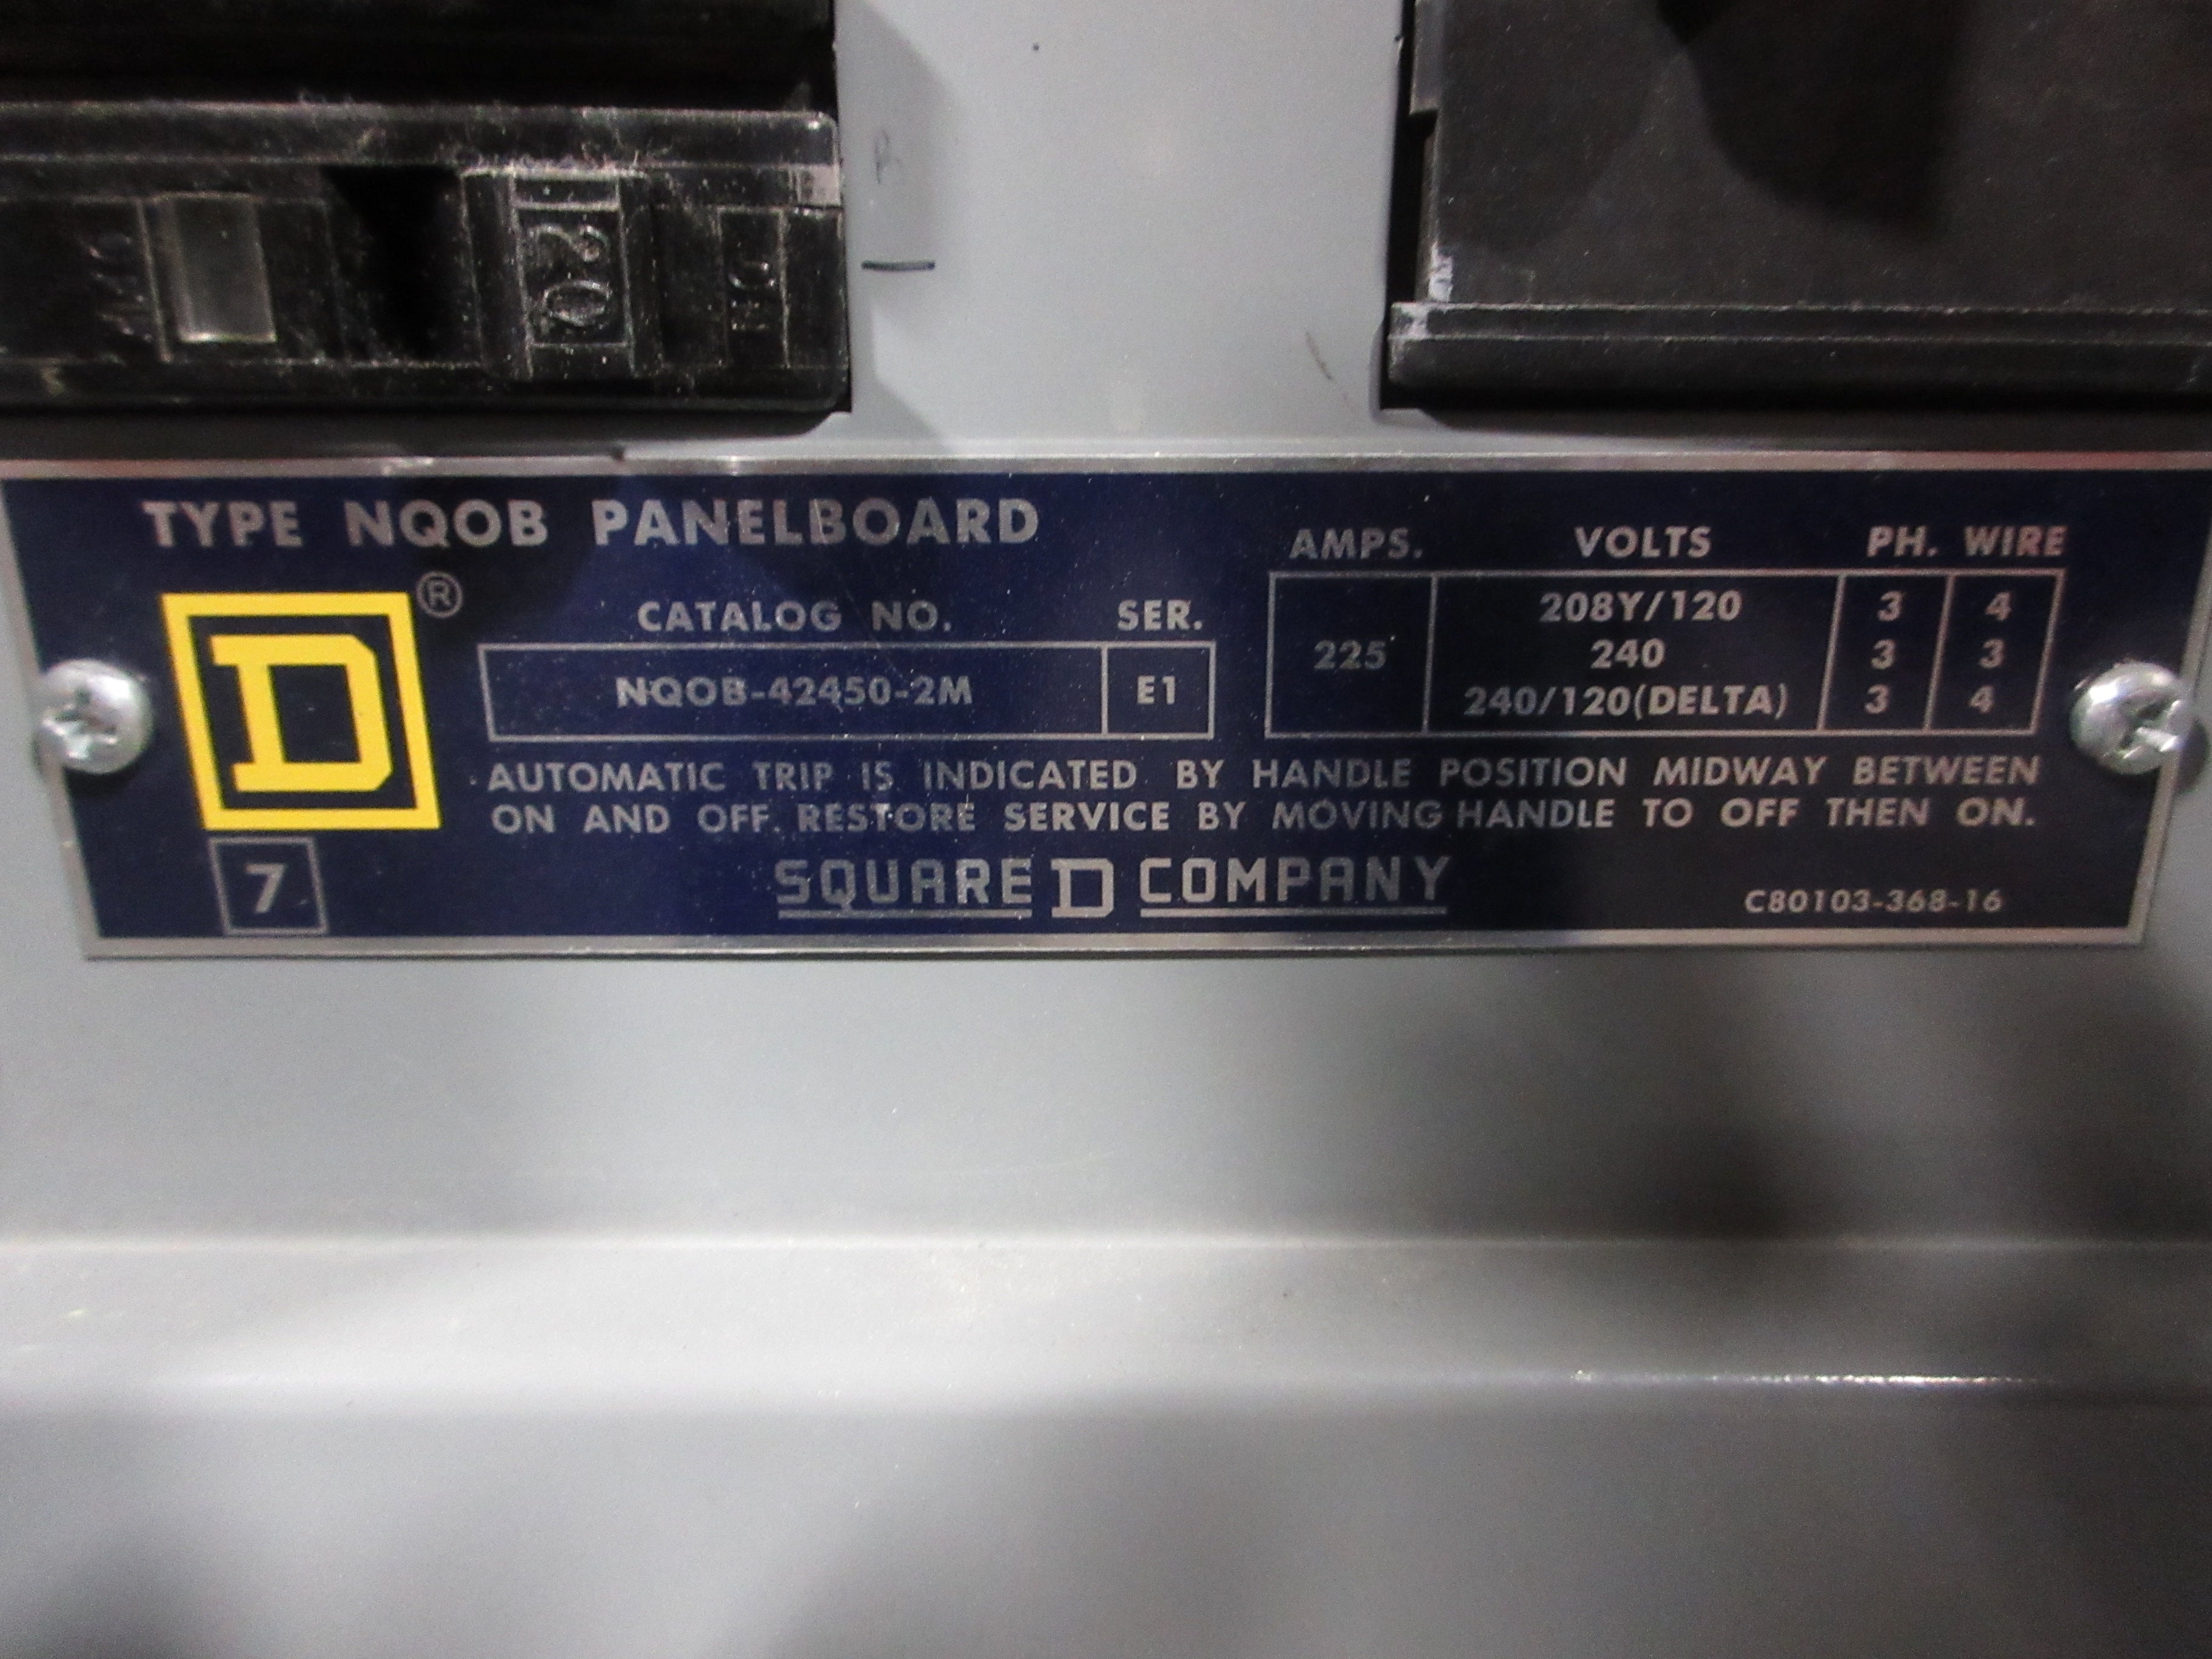 20
ON
TYPE NQOB PANELBOARD
D ®
CATALOG NO. SER.
NQOB-42450-2M E1
AMPS. VOLTS PH. WIRE
225
208Y/120 3 4
240 3 3
240/120(DELTA) 3 4
AUTOMATIC TRIP IS INDICATED BY HANDLE POSITION MIDWAY BETWEEN
ON AND OFF. RESTORE SERVICE BY MOVING HANDLE TO OFF THEN ON.
7
SQUARE D COMPANY
C80103-368-16